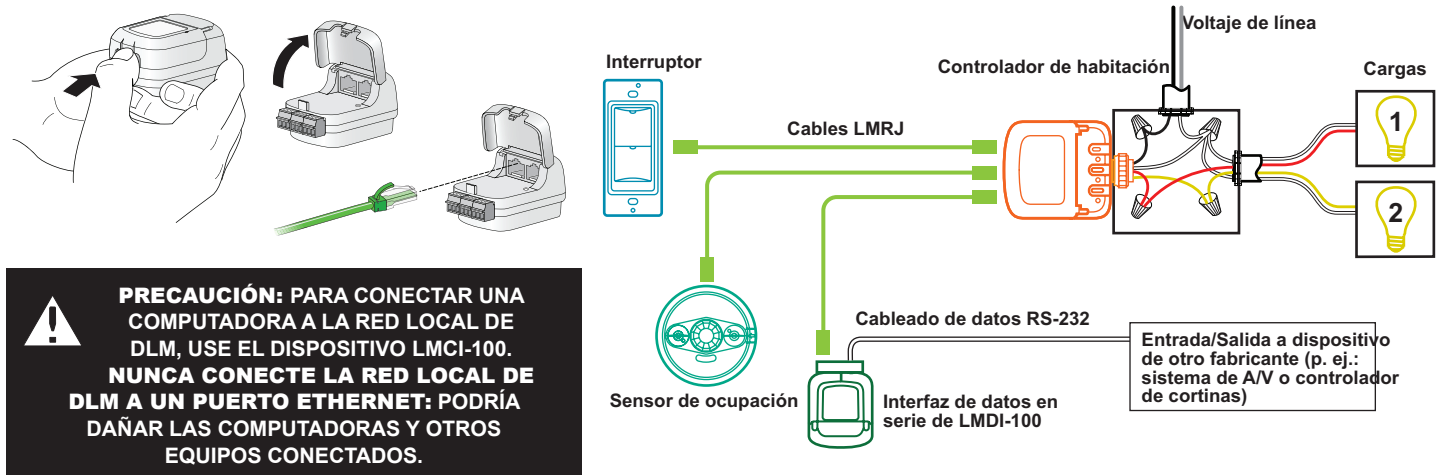 PRECAUCIÓN: PARA CONECTAR UNA
COMPUTADORA A LA RED LOCAL DE
DLM, USE EL DISPOSITIVO LMCI-100.
NUNCA CONECTE LA RED LOCAL DE
DLM A UN PUERTO ETHERNET: PODRÍA
DAÑAR LAS COMPUTADORAS Y OTROS
EQUIPOS CONECTADOS.
Voltaje de línea
Interruptor
Controlador de habitación
Cargas
Cables LMRJ
1
2
Sensor de ocupación
Cableado de datos RS-232
Interfaz de datos en
serie de LMDI-100
Entrada/Salida a dispositivo
de otro fabricante (p. ej.:
sistema de A/V o controlador
de cortinas)